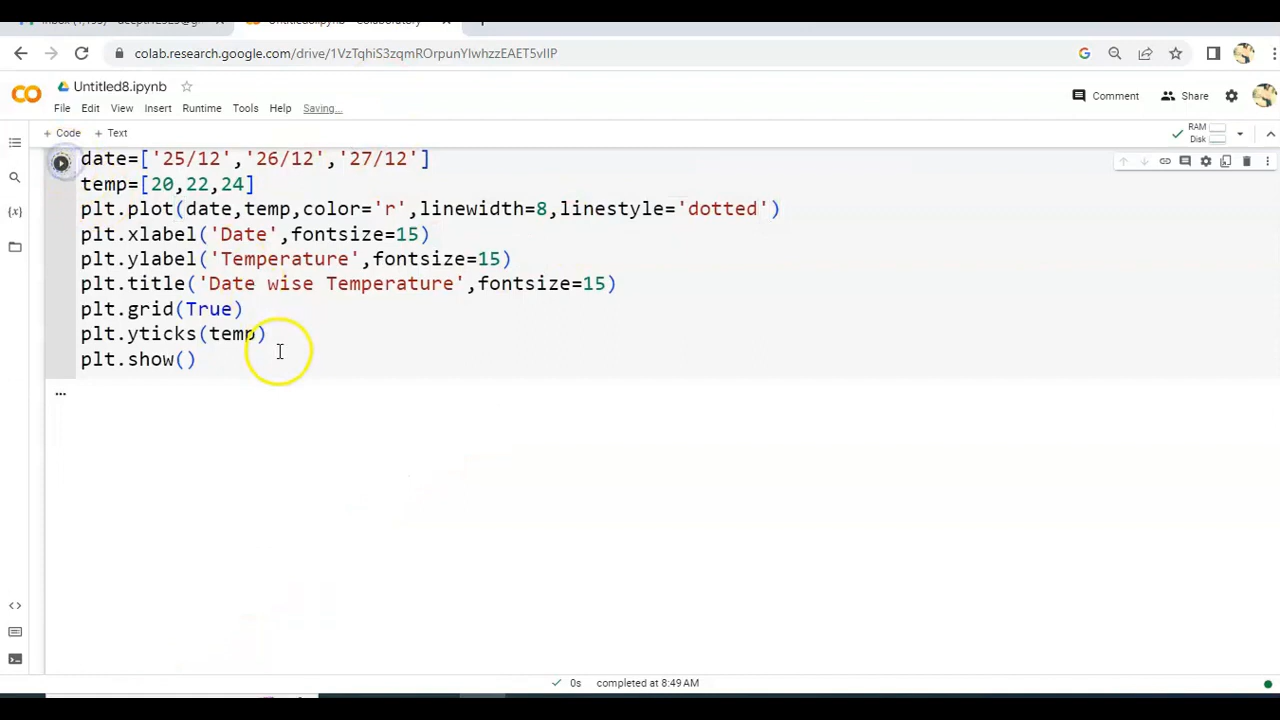 colab.research.google.com/drive/1VzTqhiS3zqmROrpunYlwhzzEAET5vIIP
Untitled8.ipynb
File Edit View Insert Runtime Tools Help Saving...
Comment Share
+ Code + Text
RAM
Disk
date=['25/12','26/12','27/12']
temp=[20,22,24]
plt.plot(date,temp,color='r',linewidth=8,linestyle='dotted')
plt.xlabel('Date',fontsize=15)
plt.ylabel('Temperature',fontsize=15)
plt.title('Date wise Temperature',fontsize=15)
plt.grid(True)
plt.yticks(temp)
plt.show()
...
0s completed at 8:49 AM